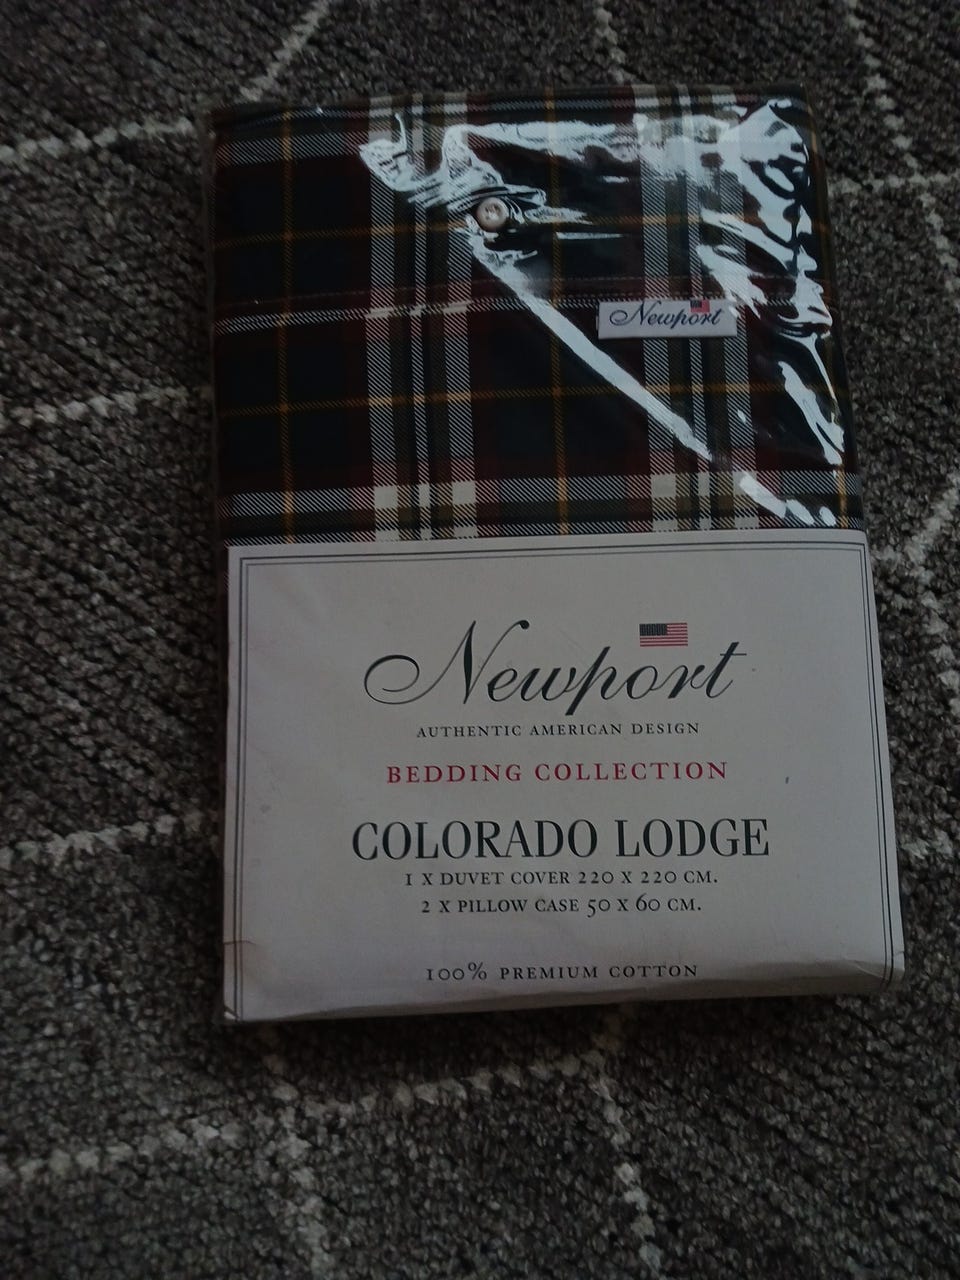 Newport
Newport
AUTHENTIC AMERICAN DESIGN
BEDDING COLLECTION
COLORADO LODGE
1 X DUVET COVER 220 X 220 CM.
2 X PILLOW CASE 50 X 60 CM.
100% PREMIUM COTTON